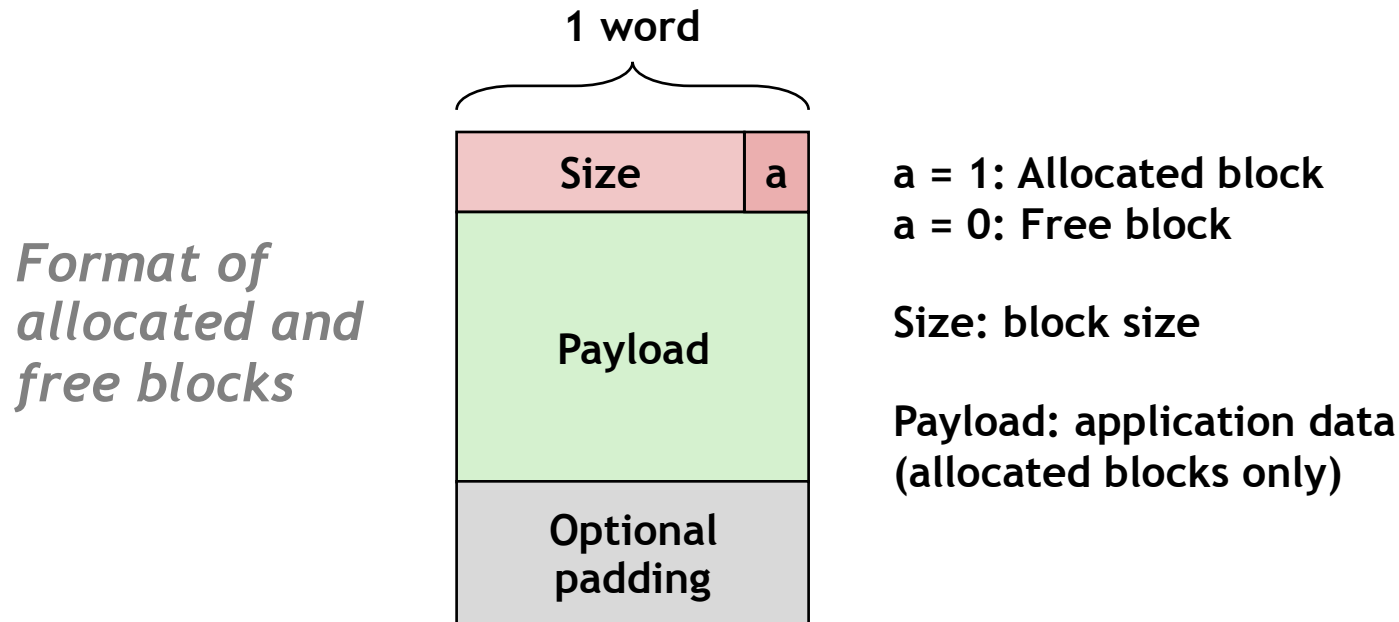 1 word
Size
a
a = 1: Allocated block
a = 0: Free block
Format of
allocated and
free blocks
Size: block size
Payload
Payload: application data
(allocated blocks only)
Optional
padding